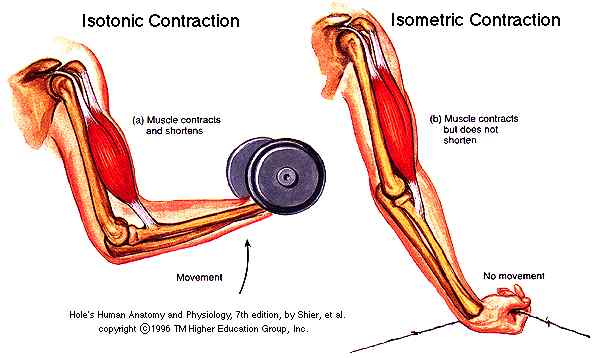 Isotonic Contraction
(a) Muscle contracts
and shortens
Movement
Isometric Contraction
(b) Muscle contracts
but does not
shorten
No movement
Hole's Human Anatomy and Physiology, 7th edition, by Shier, et al.
copyright ©1996 TM Higher Education Group, Inc.